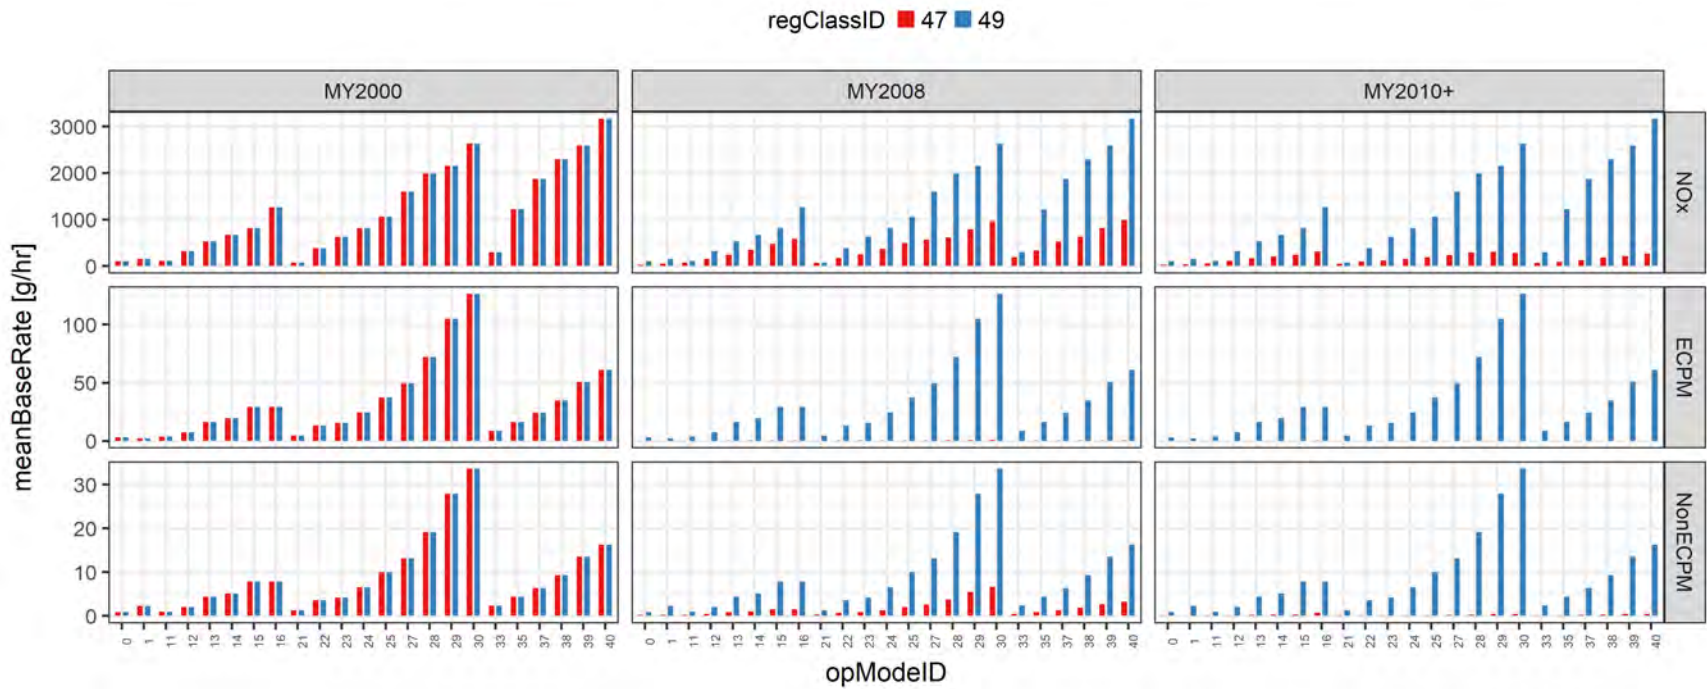 regClassID 47 49
MY2000 MY2008 MY2010+
meanBaseRate [g/hr]
3000
2000
1000
0
NOx
100
50
0
ECPM
30
20
10
0
NonECPM
0 1 11 12 13 14 15 16 21 22 23 24 25 27 28 29 30 33 35 37 38 39 40
0 1 11 12 13 14 15 16 21 22 23 24 25 27 28 29 30 33 35 37 38 39 40
0 1 11 12 13 14 15 16 21 22 23 24 25 27 28 29 30 33 35 37 38 39 40
opModeID